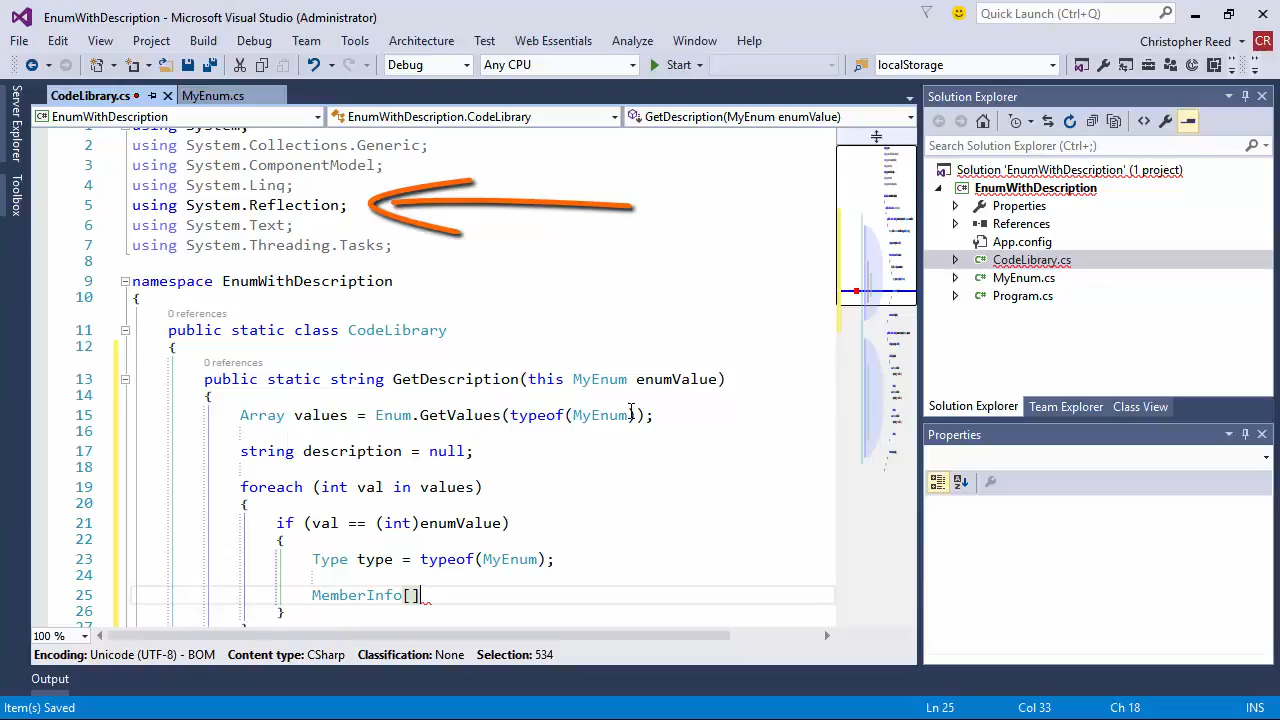 EnumWithDescription - Microsoft Visual Studio (Administrator)
Quick Launch (Ctrl+Q)
File Edit View Project Build Debug Team Tools Architecture Test Web Essentials Analyze Window Help
Christopher Reed CR
Debug Any CPU Start localStorage
Server Explorer
Toolbox
CodeLibrary.cs MyEnum.cs
EnumWithDescription EnumWithDescription.CodeLibrary GetDescription(MyEnum enumValue)
1 using System;
2 using System.Collections.Generic;
3 using System.ComponentModel;
4 using System.Linq;
5 using System.Reflection;
6 using System.Text;
7 using System.Threading.Tasks;
8
9 namespace EnumWithDescription
10 {
0 references
11 public static class CodeLibrary
12 {
0 references
13 public static string GetDescription(this MyEnum enumValue)
14 {
15 Array values = Enum.GetValues(typeof(MyEnum));
16
17 string description = null;
18
19 foreach (int val in values)
20 {
21 if (val == (int)enumValue)
22 {
23 Type type = typeof(MyEnum);
24
25 MemberInfo[]
26 }
27 }
100 %
Encoding: Unicode (UTF-8) - BOM Content type: CSharp Classification: None Selection: 534
Output
Solution Explorer
Search Solution Explorer (Ctrl+;)
Solution 'EnumWithDescription' (1 project)
EnumWithDescription
Properties
References
App.config
CodeLibrary.cs
MyEnum.cs
Program.cs
Solution Explorer Team Explorer Class View
Properties
Item(s) Saved Ln 25 Col 33 Ch 18 INS